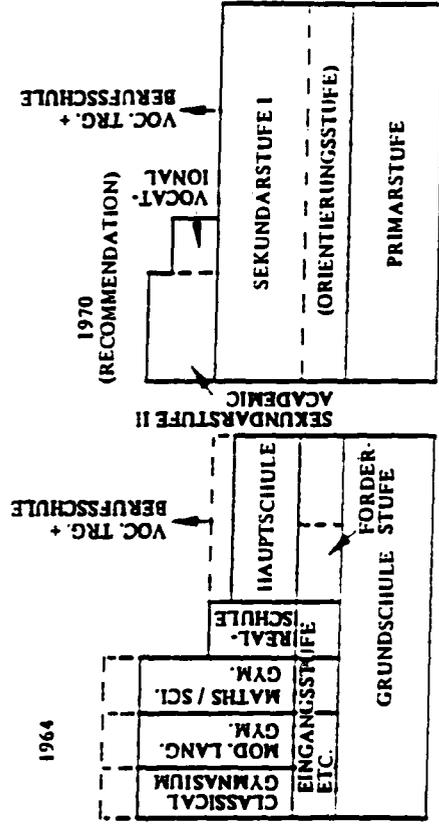 1964
CLASSICAL
GYMNASIUM
MOD. LANG.
GYM.
MATHS / SCI.
GYM.
REAL-
SCHULE
HAUPTSCHULE
VOC. TRG. +
BERUFSSCHULE
EINGANGSSTUFE
ETC.
FORDER-
STUFE
GRUNDSCHULE
1970
(RECOMMENDATION)
SEKUNDARSTUFE II
ACADEMIC
VOCAT-
IONAL
VOC. TRG. +
BERUFSSCHULE
SEKUNDARSTUFE I
(ORIENTIERUNGSSTUFE)
PRIMARSTUFE